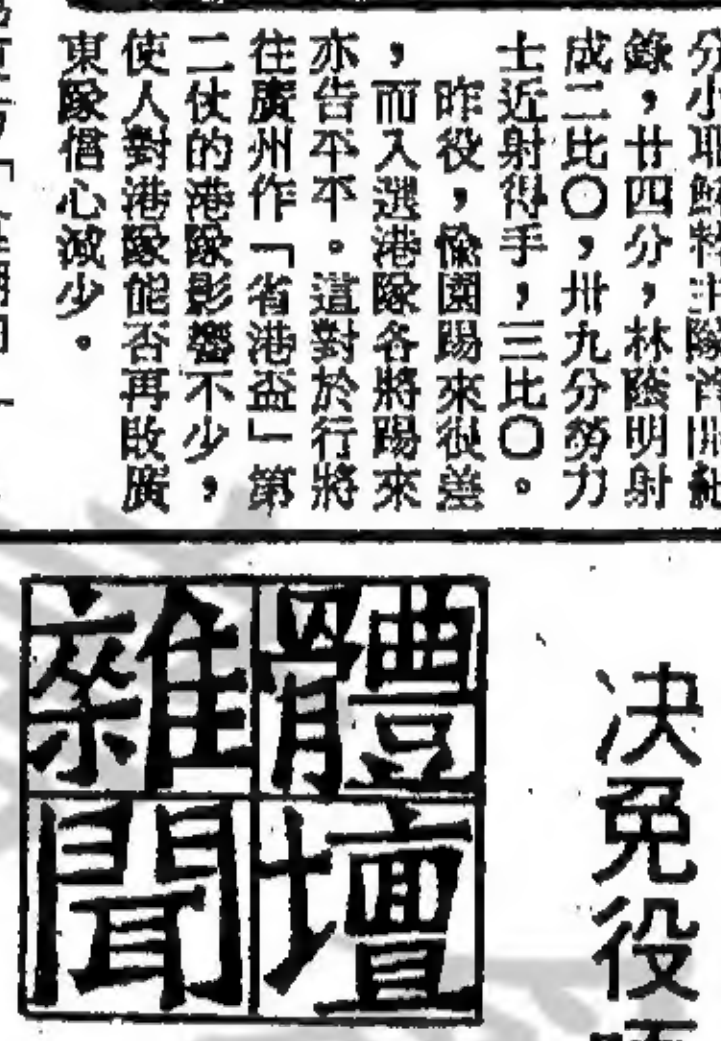 錄，廿四分，林蔭明射
成二比〇，卅九分勞力
士近射得手，三比〇。
昨役，愉園踢來很差
，而入選港隊各將踢來
亦告平平。這對於行將
往廣州作「省港盃」第
二仗的港隊影響不少，
使人對港隊能否再敗廣
東隊信心減少。
決免役
體壇
雜聞